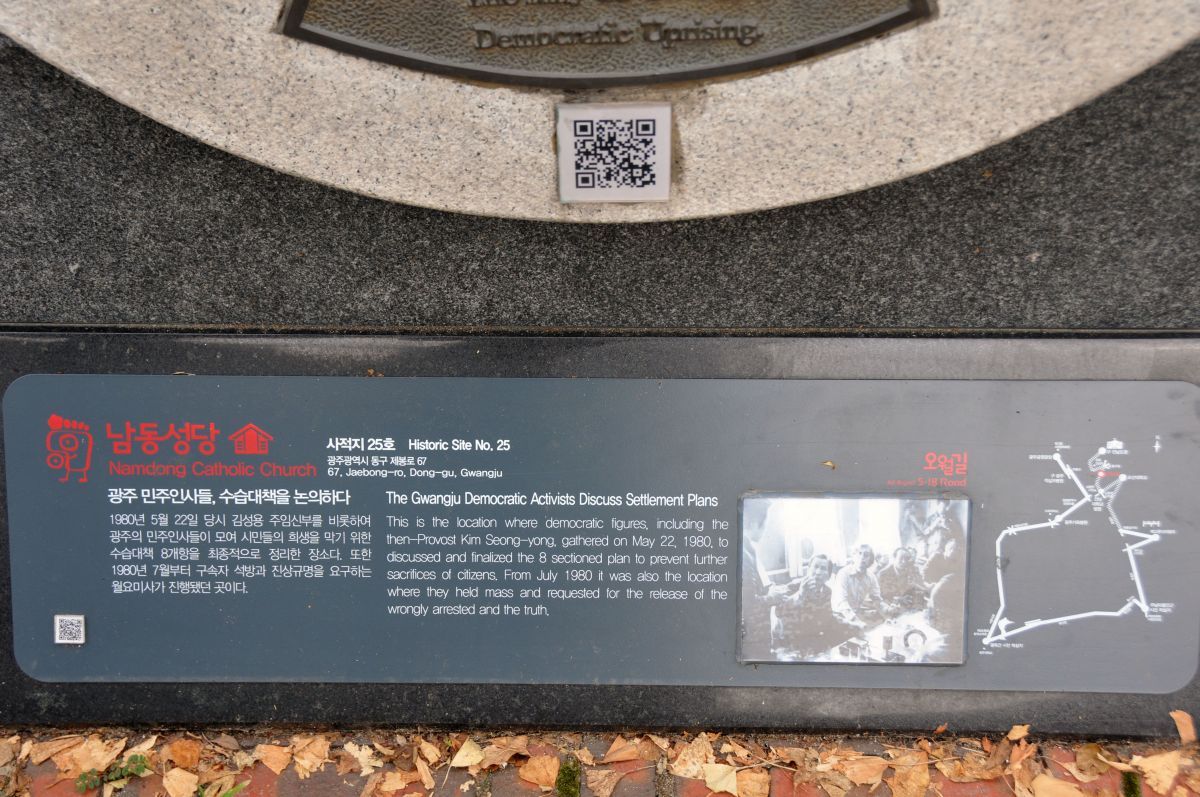 Democratic Uprising.
남동성당
Namdong Catholic Church
사적지 25호 Historic Site No. 25
광주광역시 동구 제봉로 67
67, Jaebong-ro, Dong-gu, Gwangju
광주 민주인사들, 수습대책을 논의하다
1980년 5월 22일 당시 김성용 주임신부를 비롯하여
광주의 민주인사들이 모여 시민들의 희생을 막기 위한
수습대책 8개항을 최종적으로 정리한 장소다. 또한
1980년 7월부터 구속자 석방과 진상규명을 요구하는
월요미사가 진행됐던 곳이다.
The Gwangju Democratic Activists Discuss Settlement Plans
This is the location where democratic figures, including the
then-Provost Kim Seong-yong, gathered on May 22, 1980, to
discussed and finalized the 8 sectioned plan to prevent further
sacrifices of citizens. From July 1980 it was also the location
where they held mass and requested for the release of the
wrongly arrested and the truth.
오월길
5-18 Road